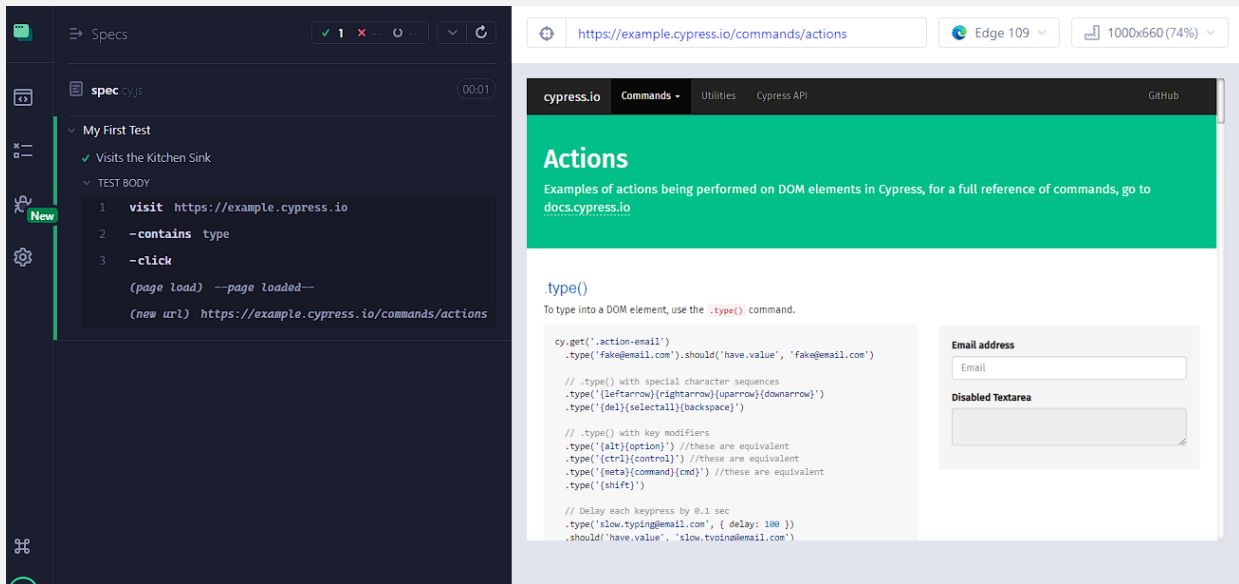 Specs
1 -- --
spec.cy.js 00:01
My First Test
Visits the Kitchen Sink
TEST BODY
1 visit https://example.cypress.io
2 -contains type
3 -click
(page load) --page loaded--
(new url) https://example.cypress.io/commands/actions
New
https://example.cypress.io/commands/actions
Edge 109
1000x660 (74%)
cypress.io Commands Utilities Cypress API GitHub
Actions
Examples of actions being performed on DOM elements in Cypress, for a full reference of commands, go to
docs.cypress.io
.type()
To type into a DOM element, use the .type() command.
cy.get('.action-email')
.type('fake@email.com').should('have.value', 'fake@email.com')
// .type() with special character sequences
.type('{leftarrow}{rightarrow}{uparrow}{downarrow}')
.type('{del}{selectall}{backspace}')
// .type() with key modifiers
.type('{alt}{option}') //these are equivalent
.type('{ctrl}{control}') //these are equivalent
.type('{meta}{command}{cmd}') //these are equivalent
.type('{shift}')
// Delay each keypress by 0.1 sec
.type('slow.typing@email.com', { delay: 100 })
.should('have.value', 'slow.typing@email.com')
Email address
Email
Disabled Textarea